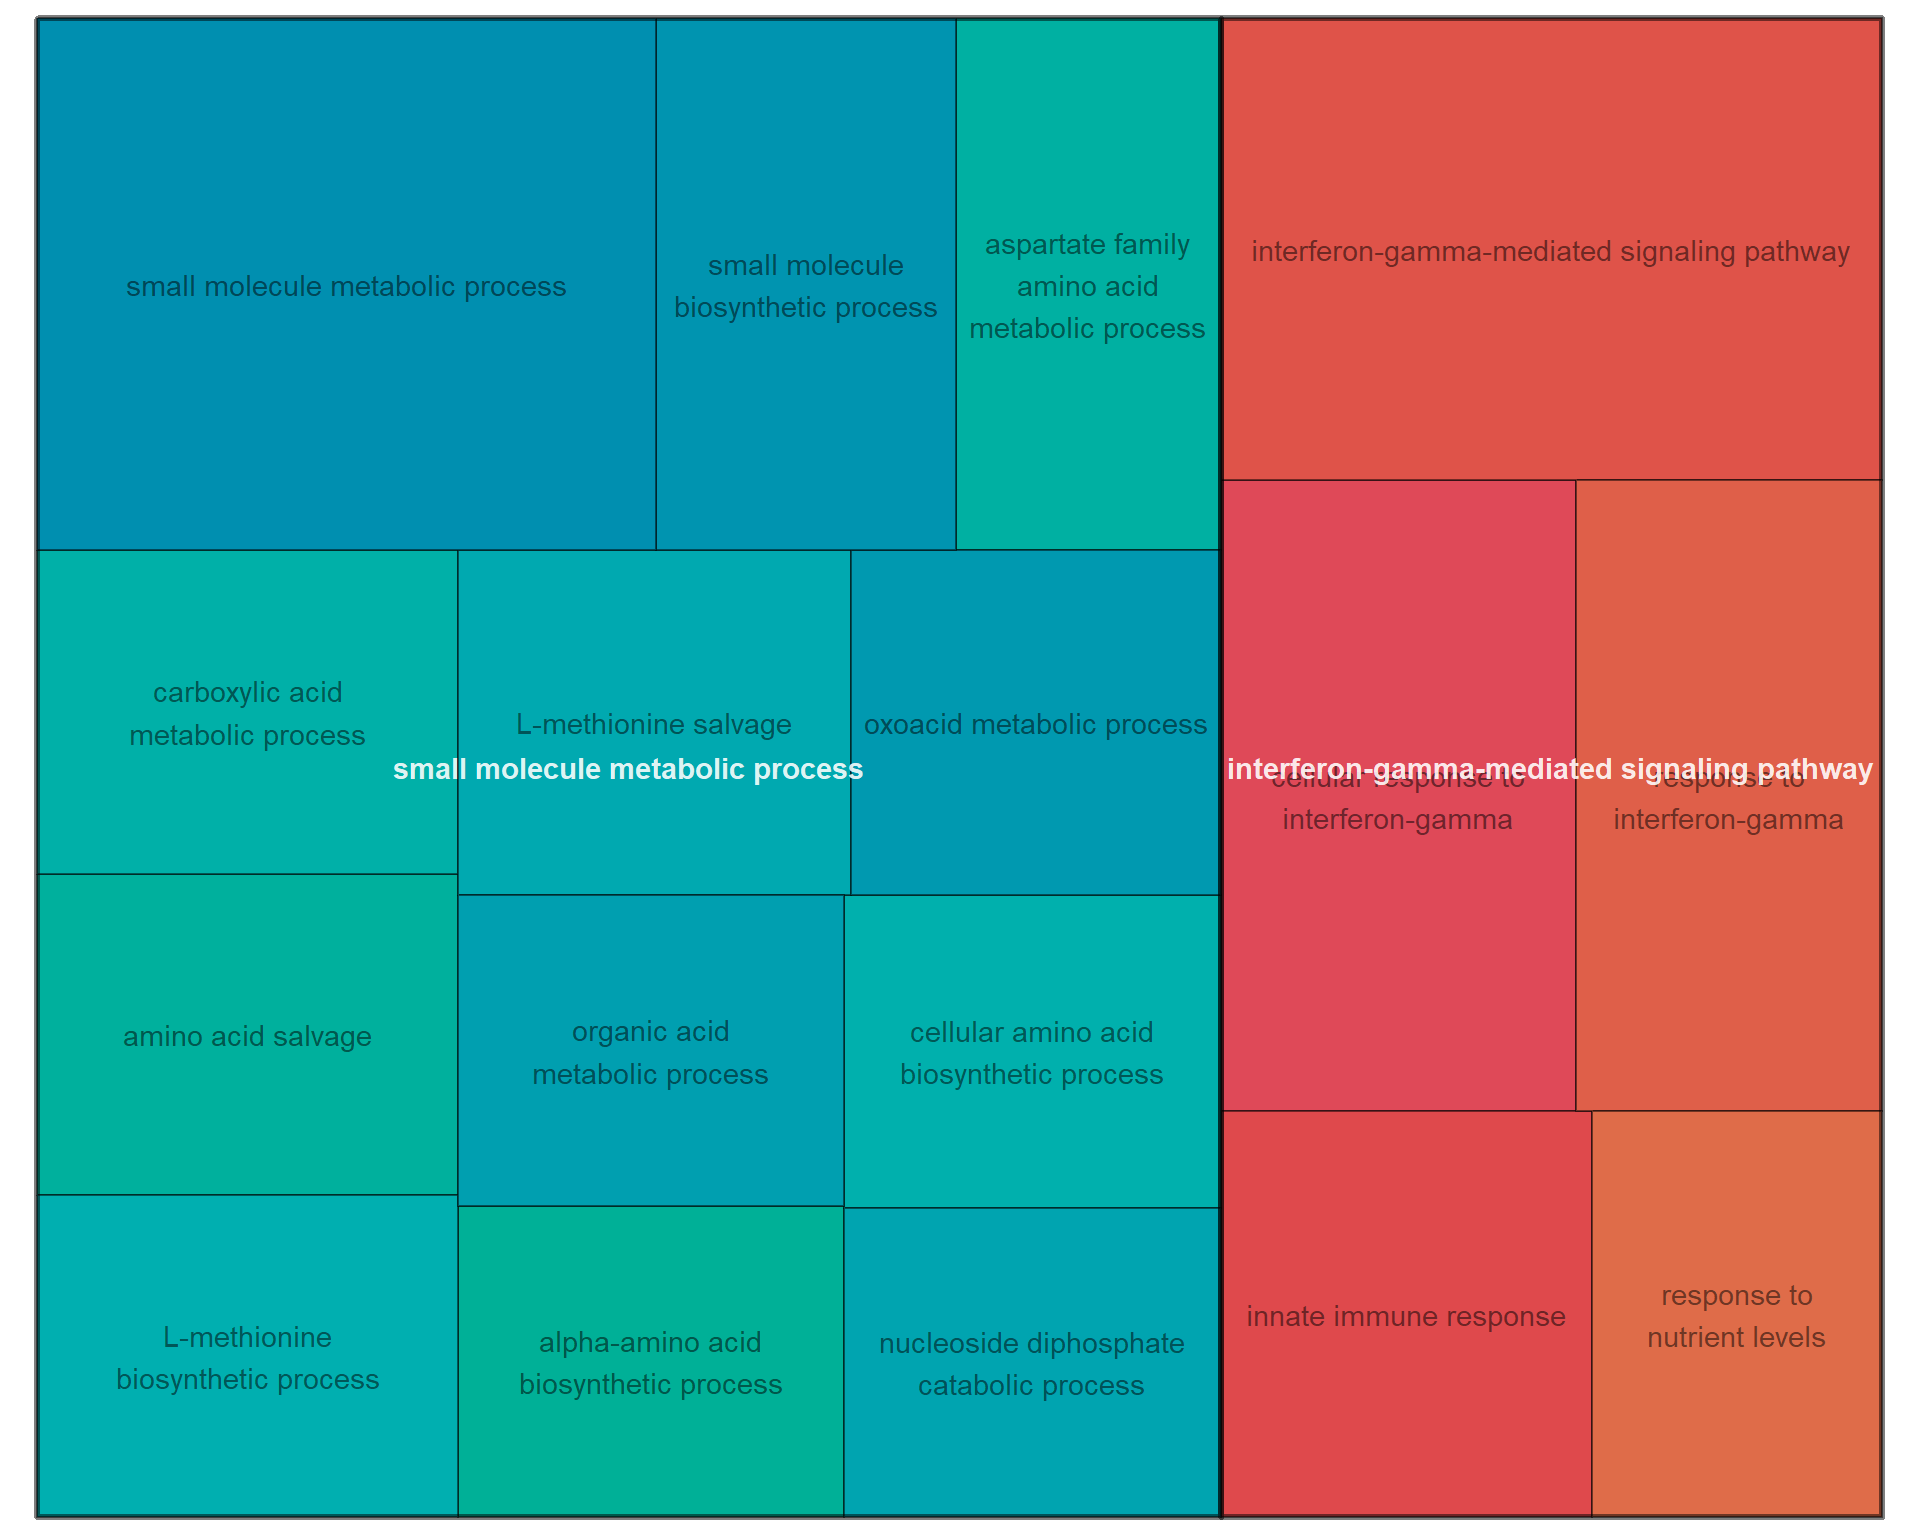 small molecule metabolic process
small molecule
biosynthetic process
aspartate family
amino acid
metabolic process
interferon-gamma-mediated signaling pathway
carboxylic acid
metabolic process
L-methionine salvage
oxoacid metabolic process
small molecule metabolic process
interferon-gamma-mediated signaling pathway
cellular response to
interferon-gamma
response to
interferon-gamma
amino acid salvage
organic acid
metabolic process
cellular amino acid
biosynthetic process
L-methionine
biosynthetic process
alpha-amino acid
biosynthetic process
nucleoside diphosphate
catabolic process
innate immune response
response to
nutrient levels